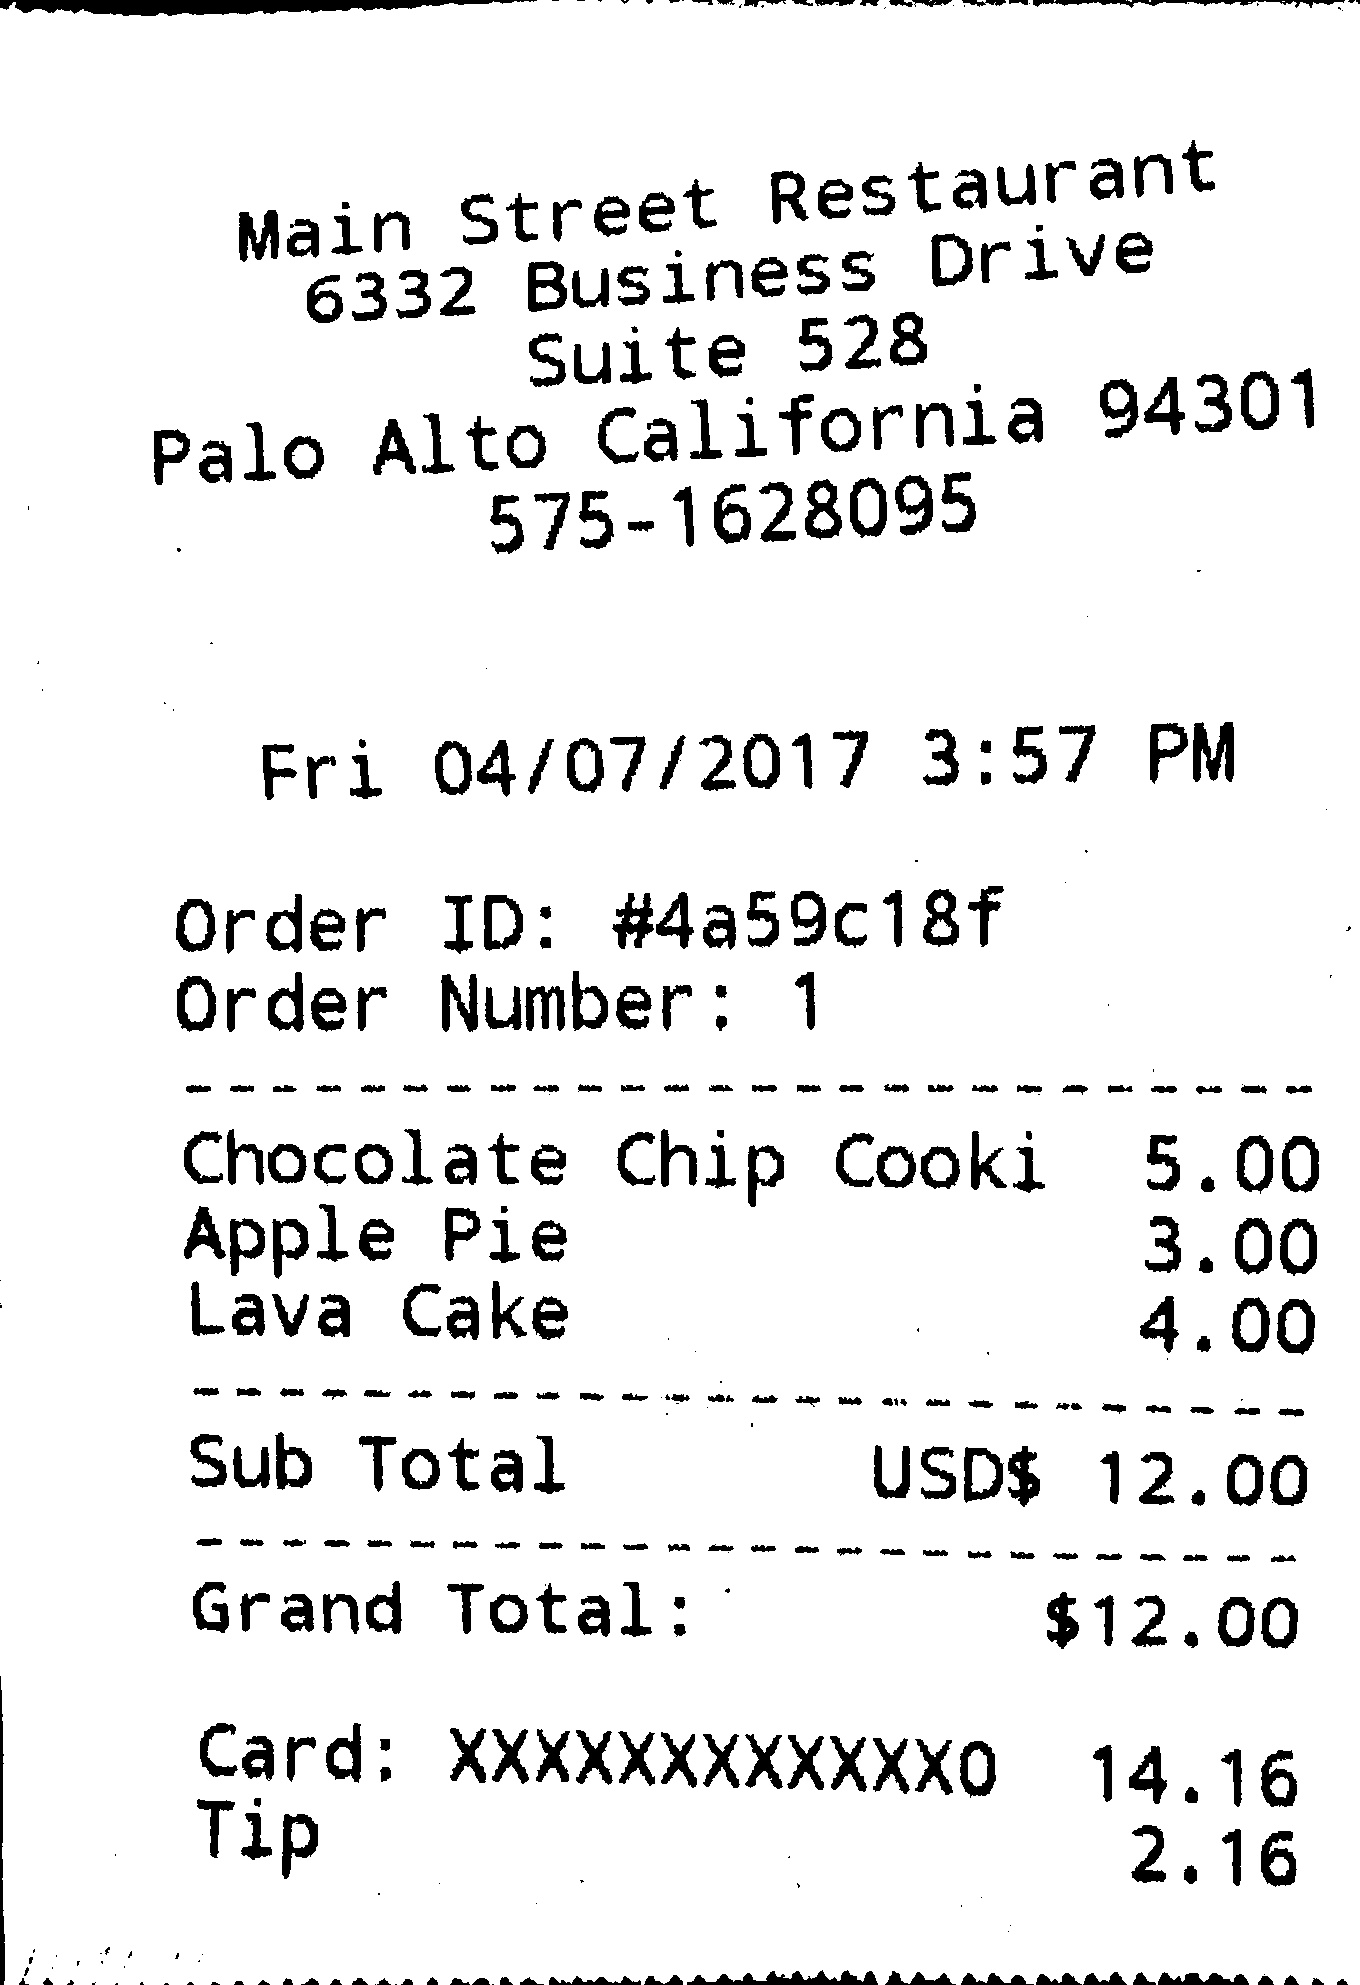 Main Street Restaurant
6332 Business Drive
Suite 528
Palo Alto California 94301
575-1628095
Fri 04/07/2017 3:57 PM
Order ID: #4a59c18f
Order Number: 1
Chocolate Chip Cooki 5.00
Apple Pie 3.00
Lava Cake 4.00
Sub Total USD$ 12.00
Grand Total: $12.00
Card: XXXXXXXXXXXX0 14.16
Tip 2.16